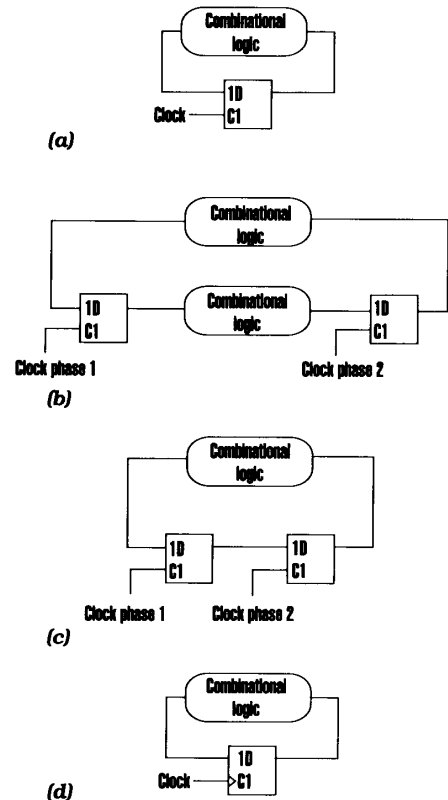 Combinational
logic
1D
Clock C1
(a)
Combinational
logic
1D Combinational 1D
C1 logic C1
Clock phase 1 Clock phase 2
(b)
Combinational
logic
1D 1D
C1 C1
Clock phase 1 Clock phase 2
(c)
Combinational
logic
1D
Clock C1
(d)